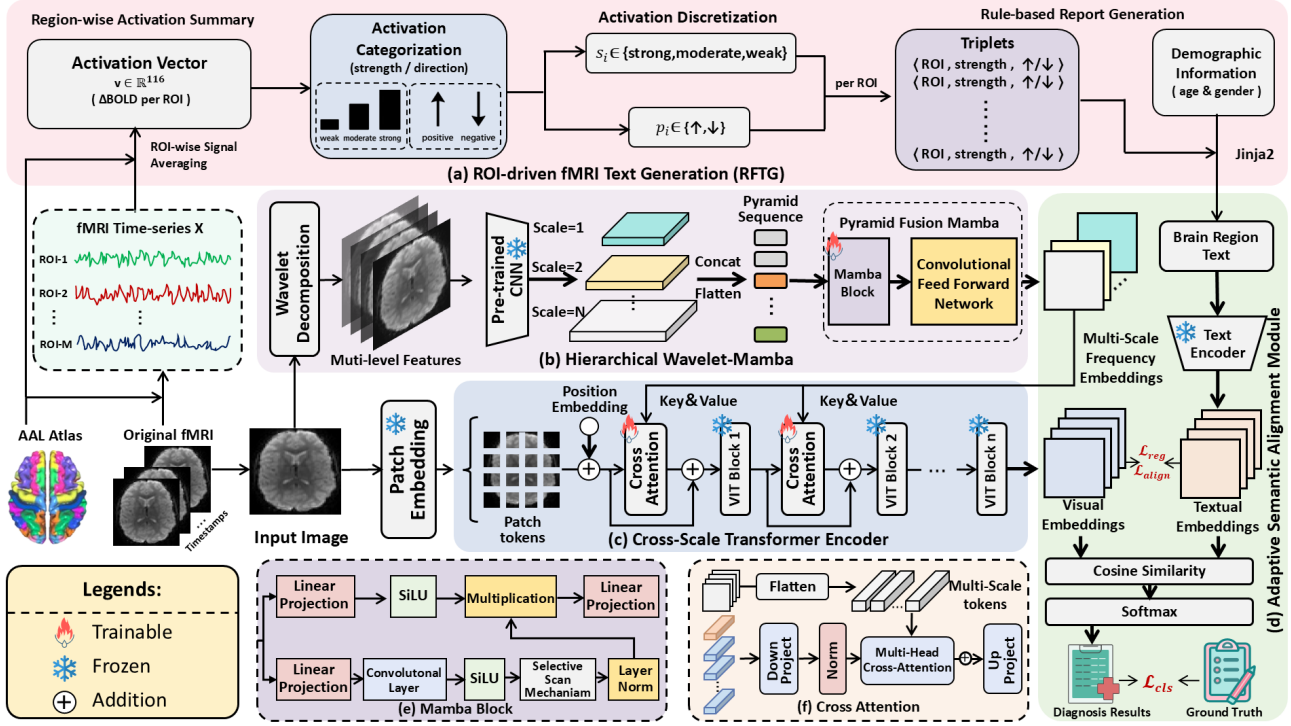 Region-wise Activation Summary
Activation Vector
v ∈ ℝ¹¹⁶
( ΔBOLD per ROI )
Activation
Categorization
(strength / direction)
weak
moderate
strong
positive
negative
Activation Discretization
sᵢ∈{strong,moderate,weak}
pᵢ∈{↑,↓}
per ROI
Rule-based Report Generation
Triplets
⟨ ROI , strength , ↑/↓ ⟩
⟨ ROI , strength , ↑/↓ ⟩
⟨ ROI , strength , ↑/↓ ⟩
Demographic
Information
( age & gender )
Jinja2
ROI-wise Signal
Averaging
(a) ROI-driven fMRI Text Generation (RFTG)
fMRI Time-series X
ROI-1
ROI-2
ROI-M
AAL Atlas
Original fMRI
Timestamps
Input Image
Wavelet
Decomposition
Muti-level Features
Pre-trained
CNN
Scale=1
Scale=2
Scale=N
Concat
Flatten
Pyramid
Sequence
Pyramid Fusion Mamba
Mamba
Block
Convolutional
Feed Forward
Network
(b) Hierarchical Wavelet-Mamba
Multi-Scale
Frequency
Embeddings
Patch
Embedding
Patch
tokens
Position
Embedding
Key&Value
Cross
Attention
VIT Block 1
Key&Value
Cross
Attention
VIT Block 2
...
VIT Block n
(c) Cross-Scale Transformer Encoder
Brain Region
Text
Text
Encoder
Visual
Embeddings
Textual
Embeddings
ℒreg
ℒalign
Cosine Similarity
Softmax
Diagnosis Results
ℒcls
Ground Truth
(d) Adaptive Semantic Alignment Module
Legends:
Trainable
Frozen
Addition
Linear
Projection
SiLU
Multiplication
Linear
Projection
Linear
Projection
Convolutonal
Layer
SiLU
Selective
Scan
Mechaniam
Layer
Norm
(e) Mamba Block
Flatten
Multi-Scale
tokens
Down
Project
Norm
Multi-Head
Cross-Attention
Up
Project
(f) Cross Attention